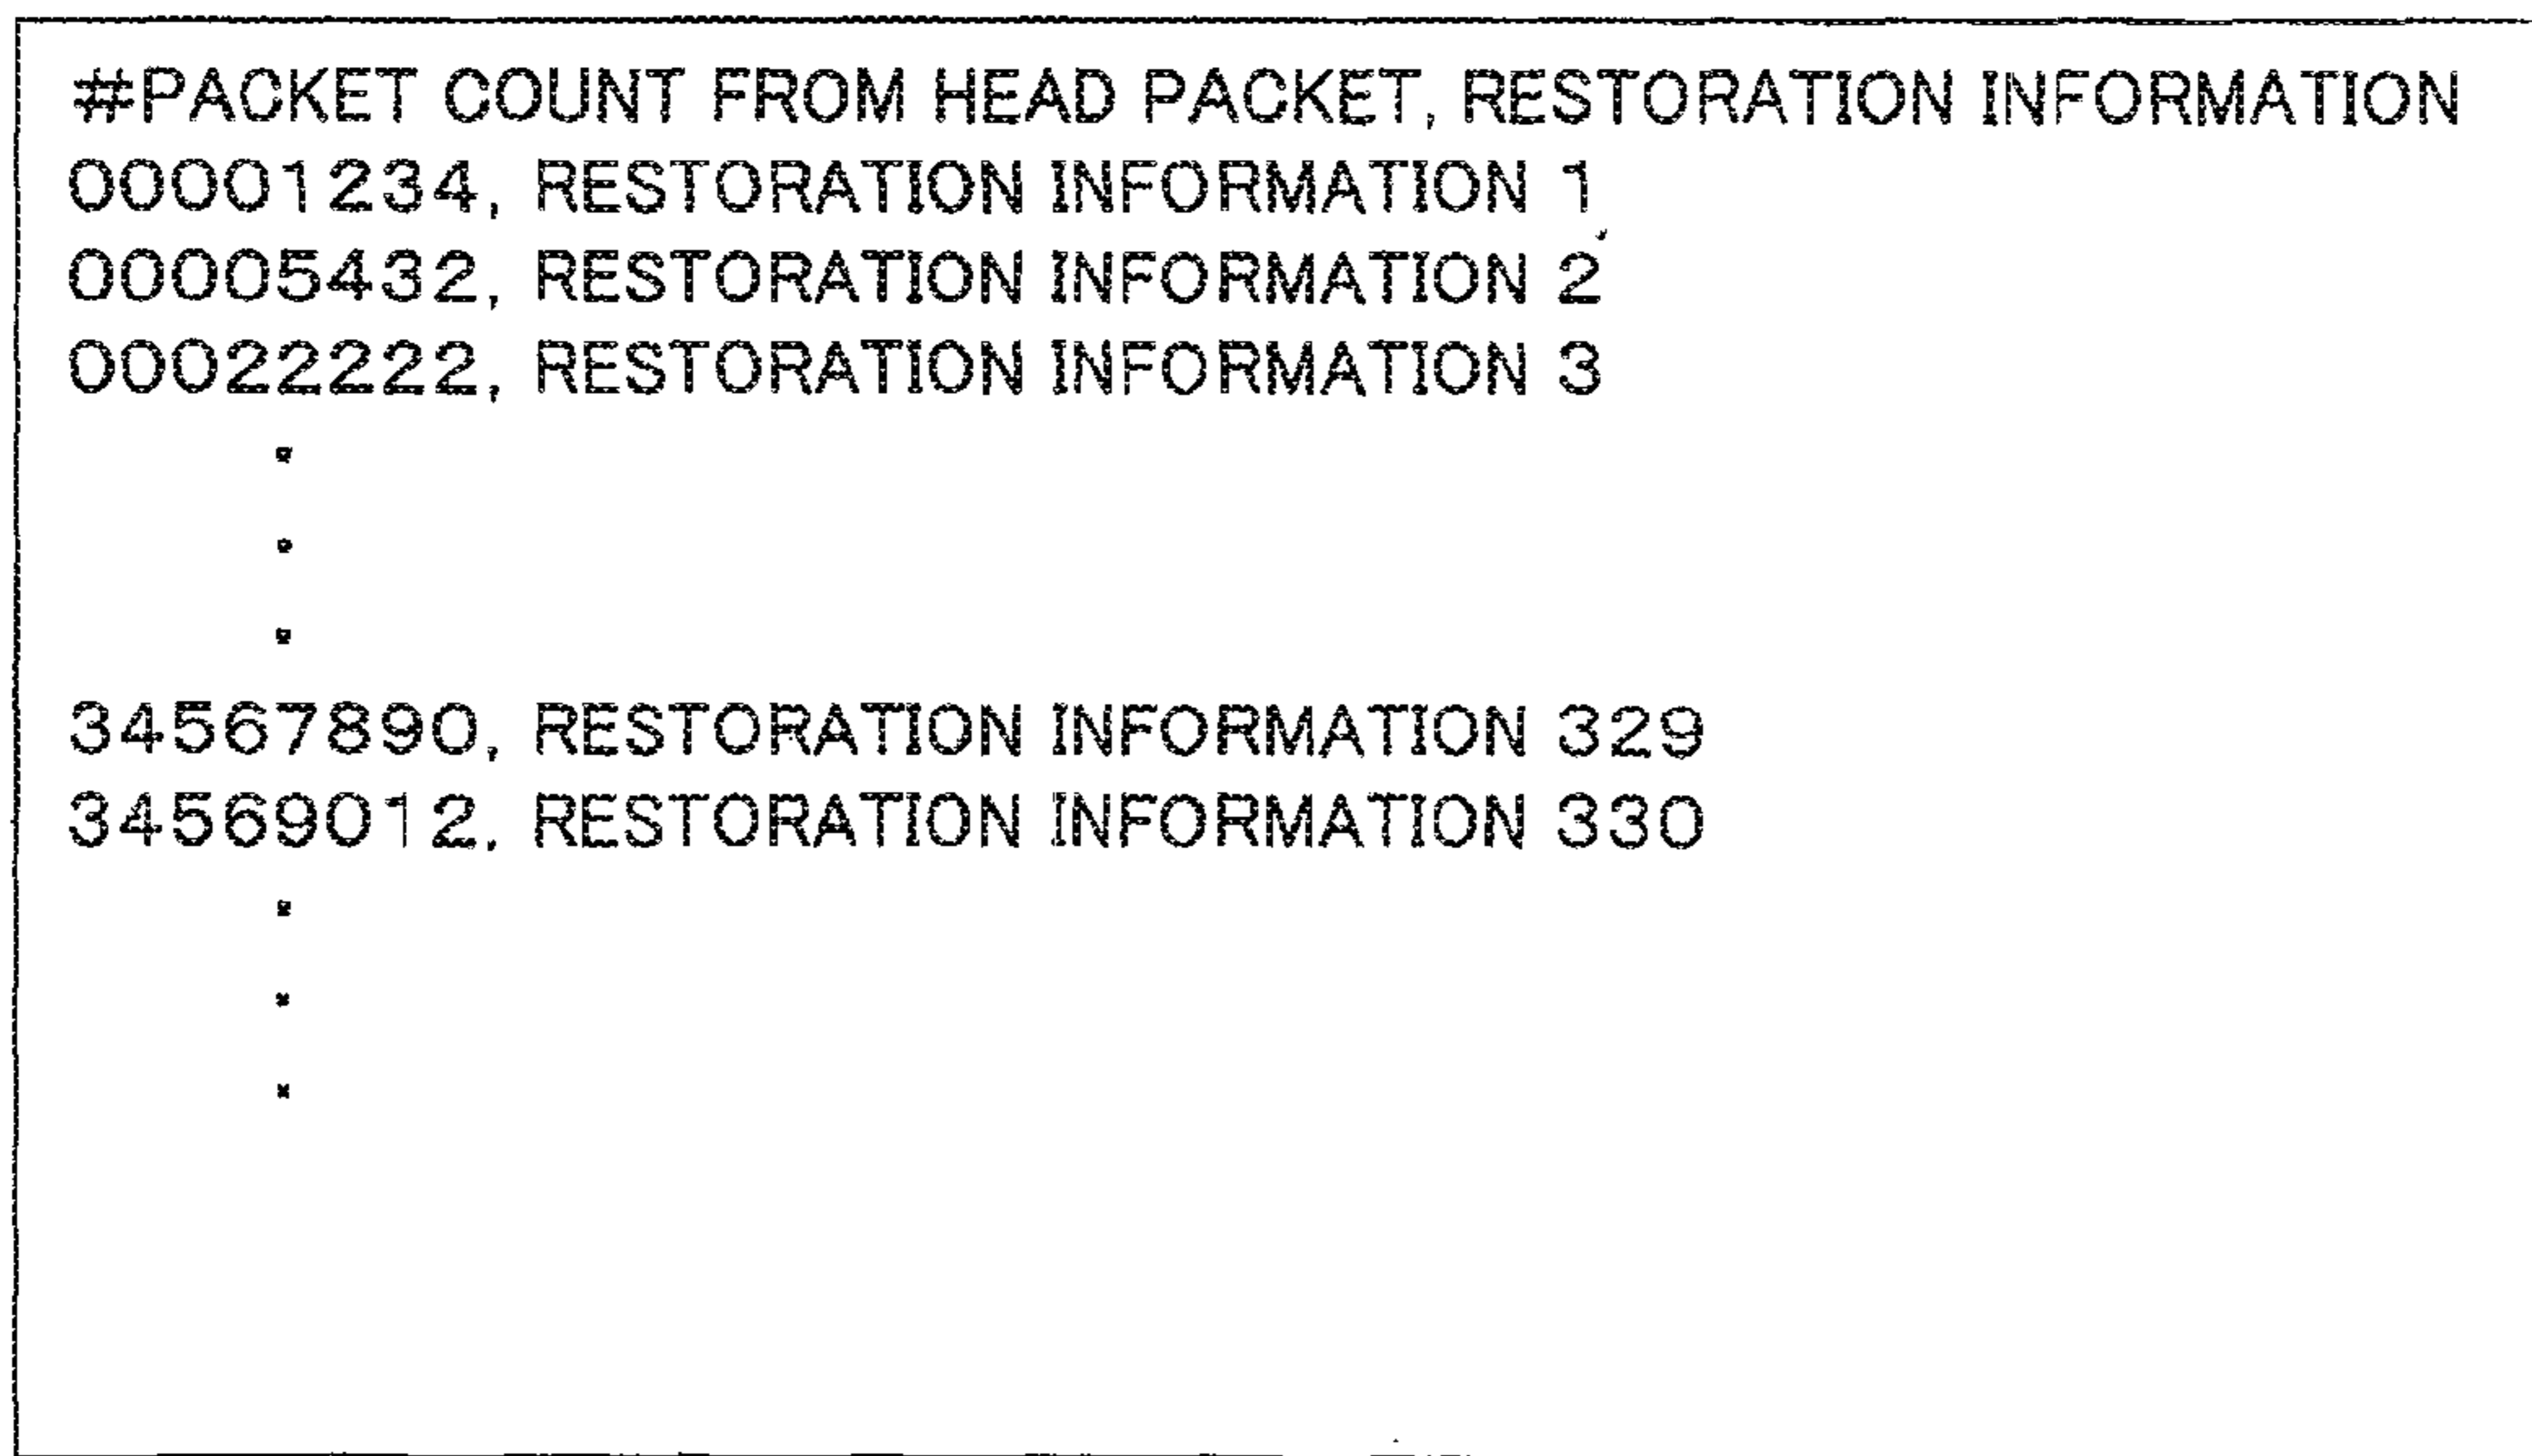 #PACKET COUNT FROM HEAD PACKET, RESTORATION INFORMATION
00001234, RESTORATION INFORMATION 1
00005432, RESTORATION INFORMATION 2
00022222, RESTORATION INFORMATION 3
.
.
.
34567890, RESTORATION INFORMATION 329
34569012, RESTORATION INFORMATION 330
.
.
.